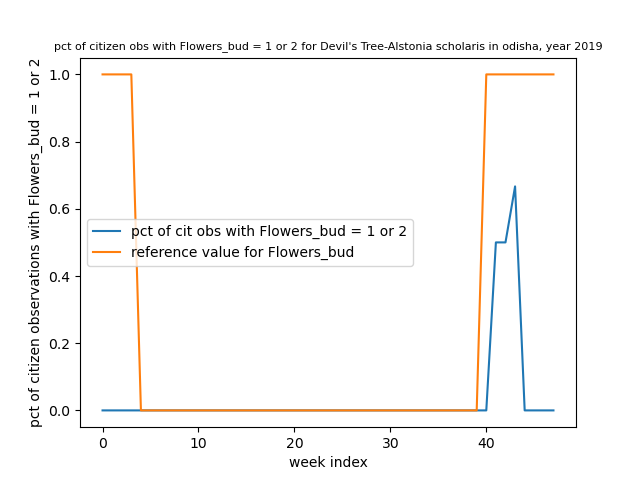 pct of citizen obs with Flowers_bud = 1 or 2 for Devil's Tree-Alstonia scholaris in odisha, year 2019
pct of citizen observations with Flowers_bud = 1 or 2
1.0
0.8
0.6
0.4
0.2
0.0
pct of cit obs with Flowers_bud = 1 or 2
reference value for Flowers_bud
0
10
20
30
40
week index